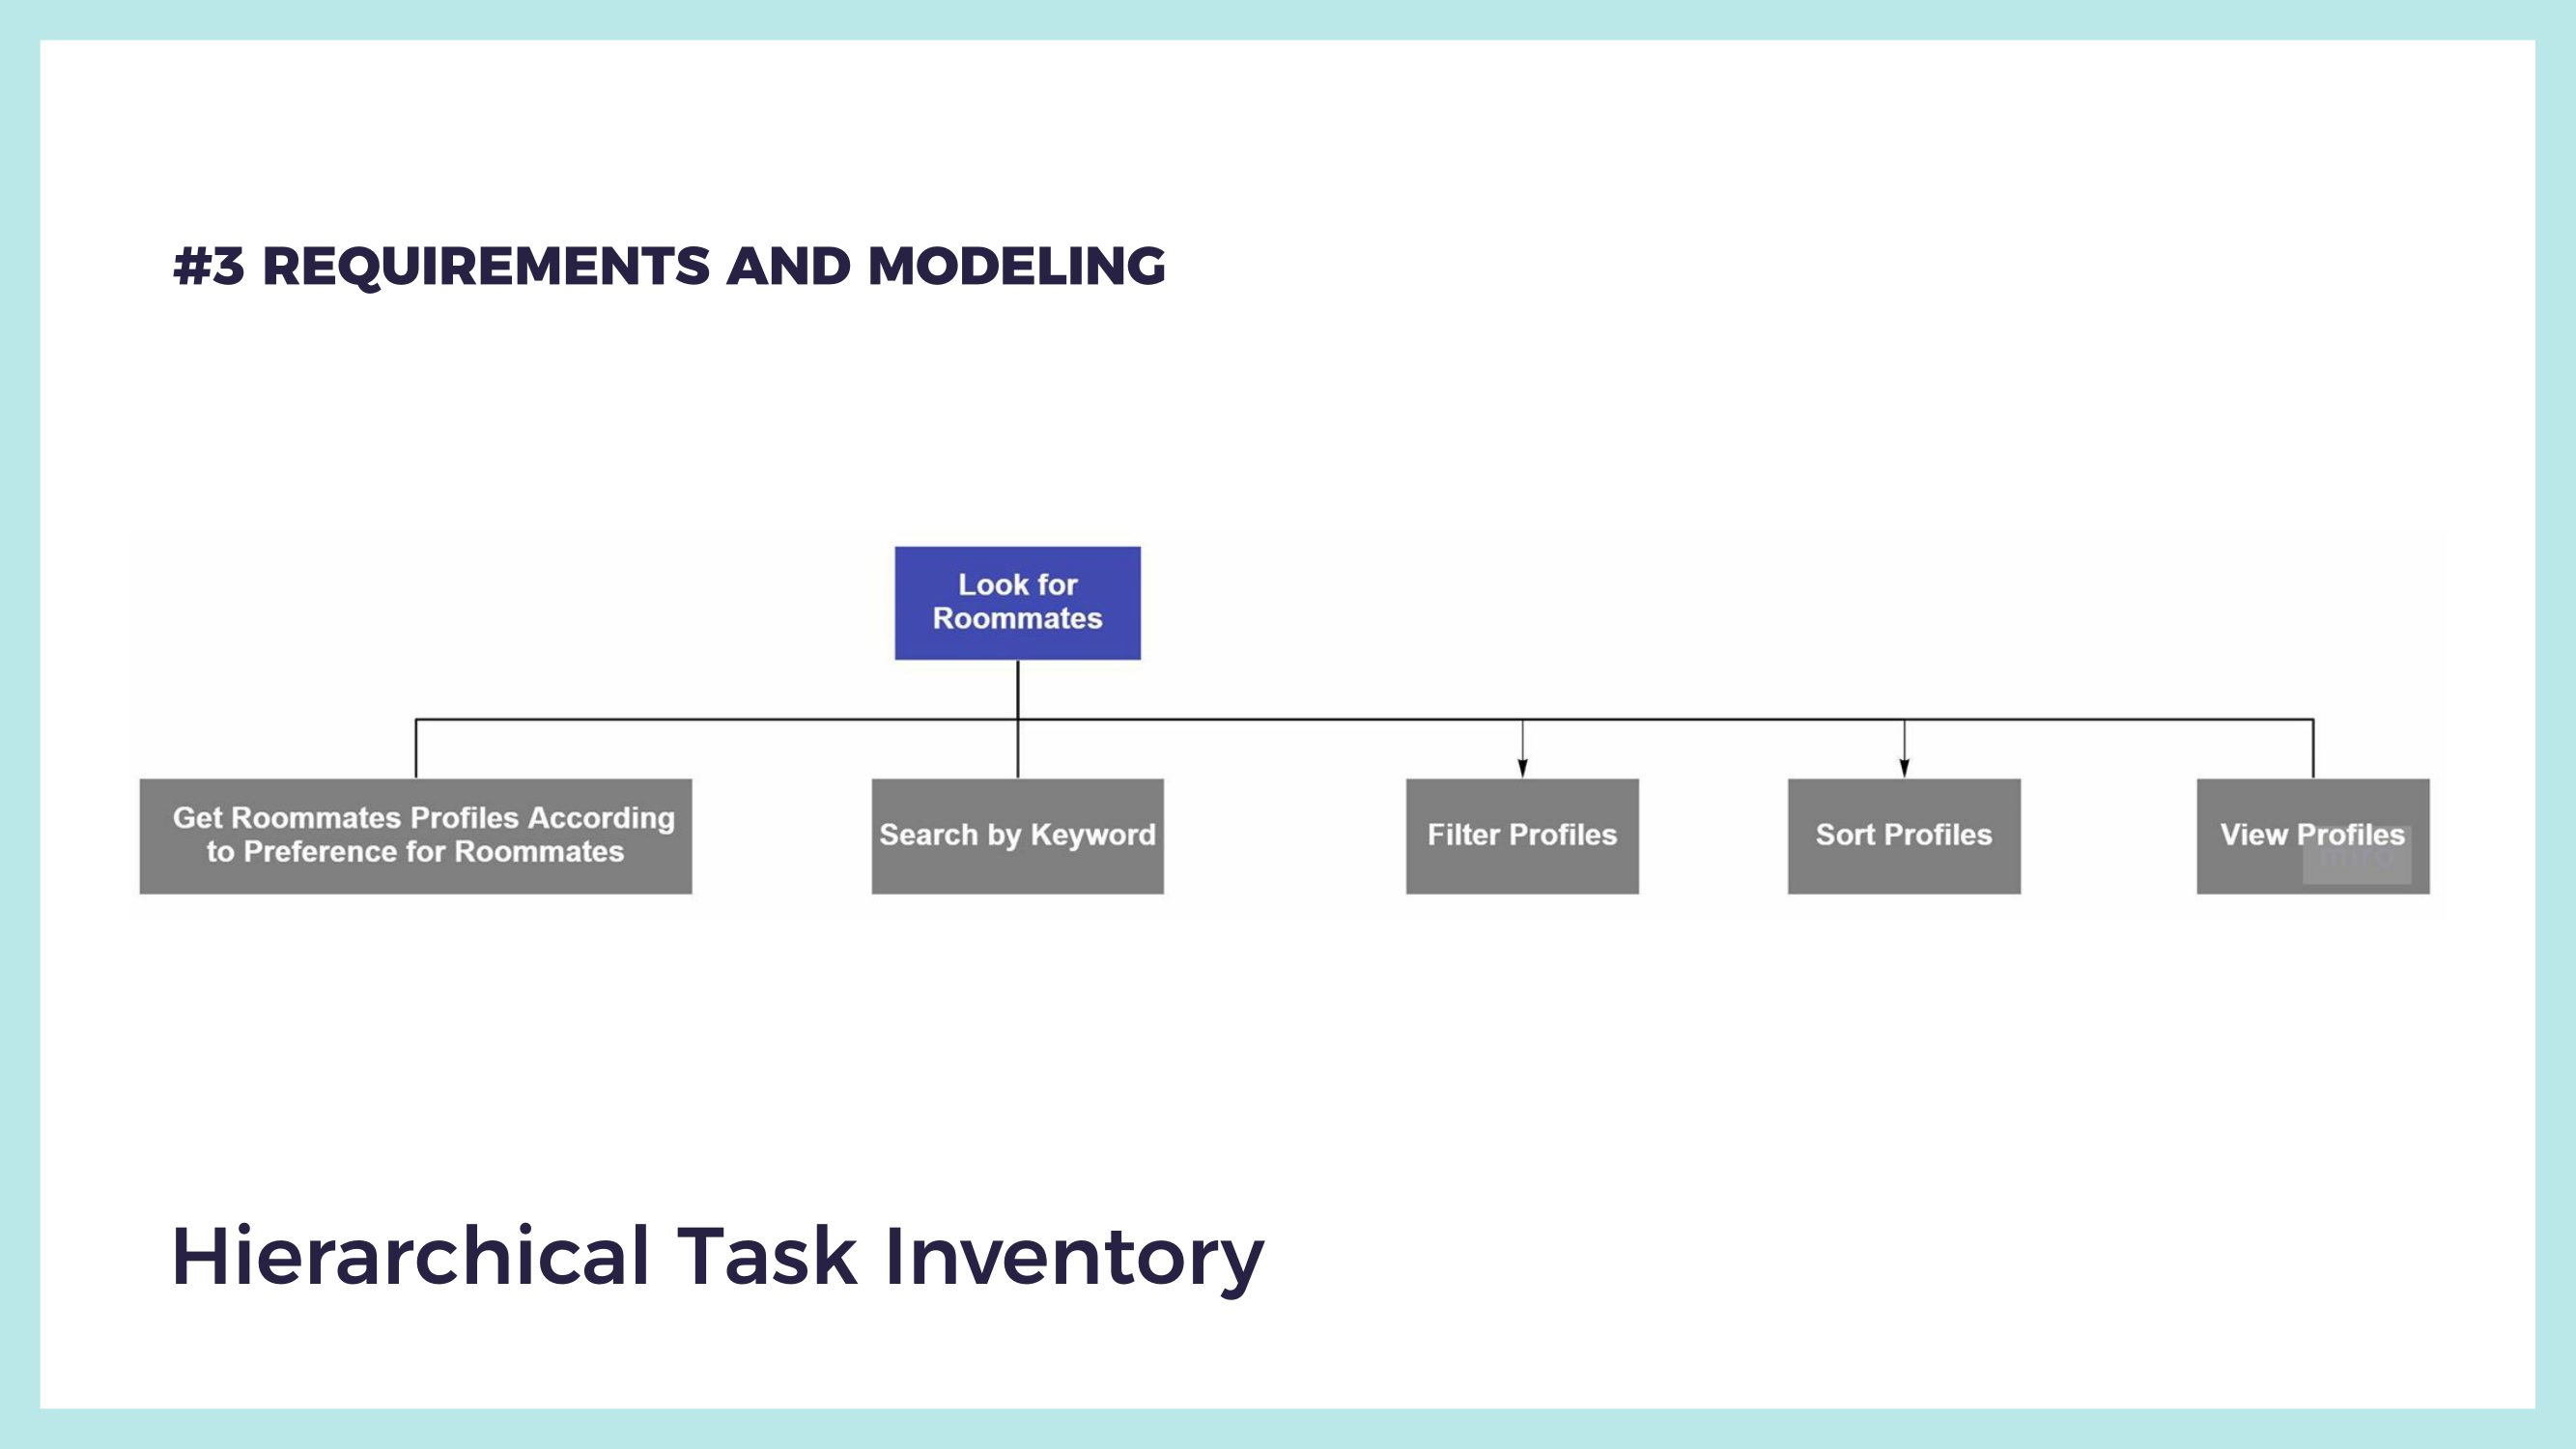 #3 REQUIREMENTS AND MODELING
Look for
Roommates
Get Roommates Profiles According
to Preference for Roommates
Search by Keyword
Filter Profiles
Sort Profiles
View Profiles
Hierarchical Task Inventory